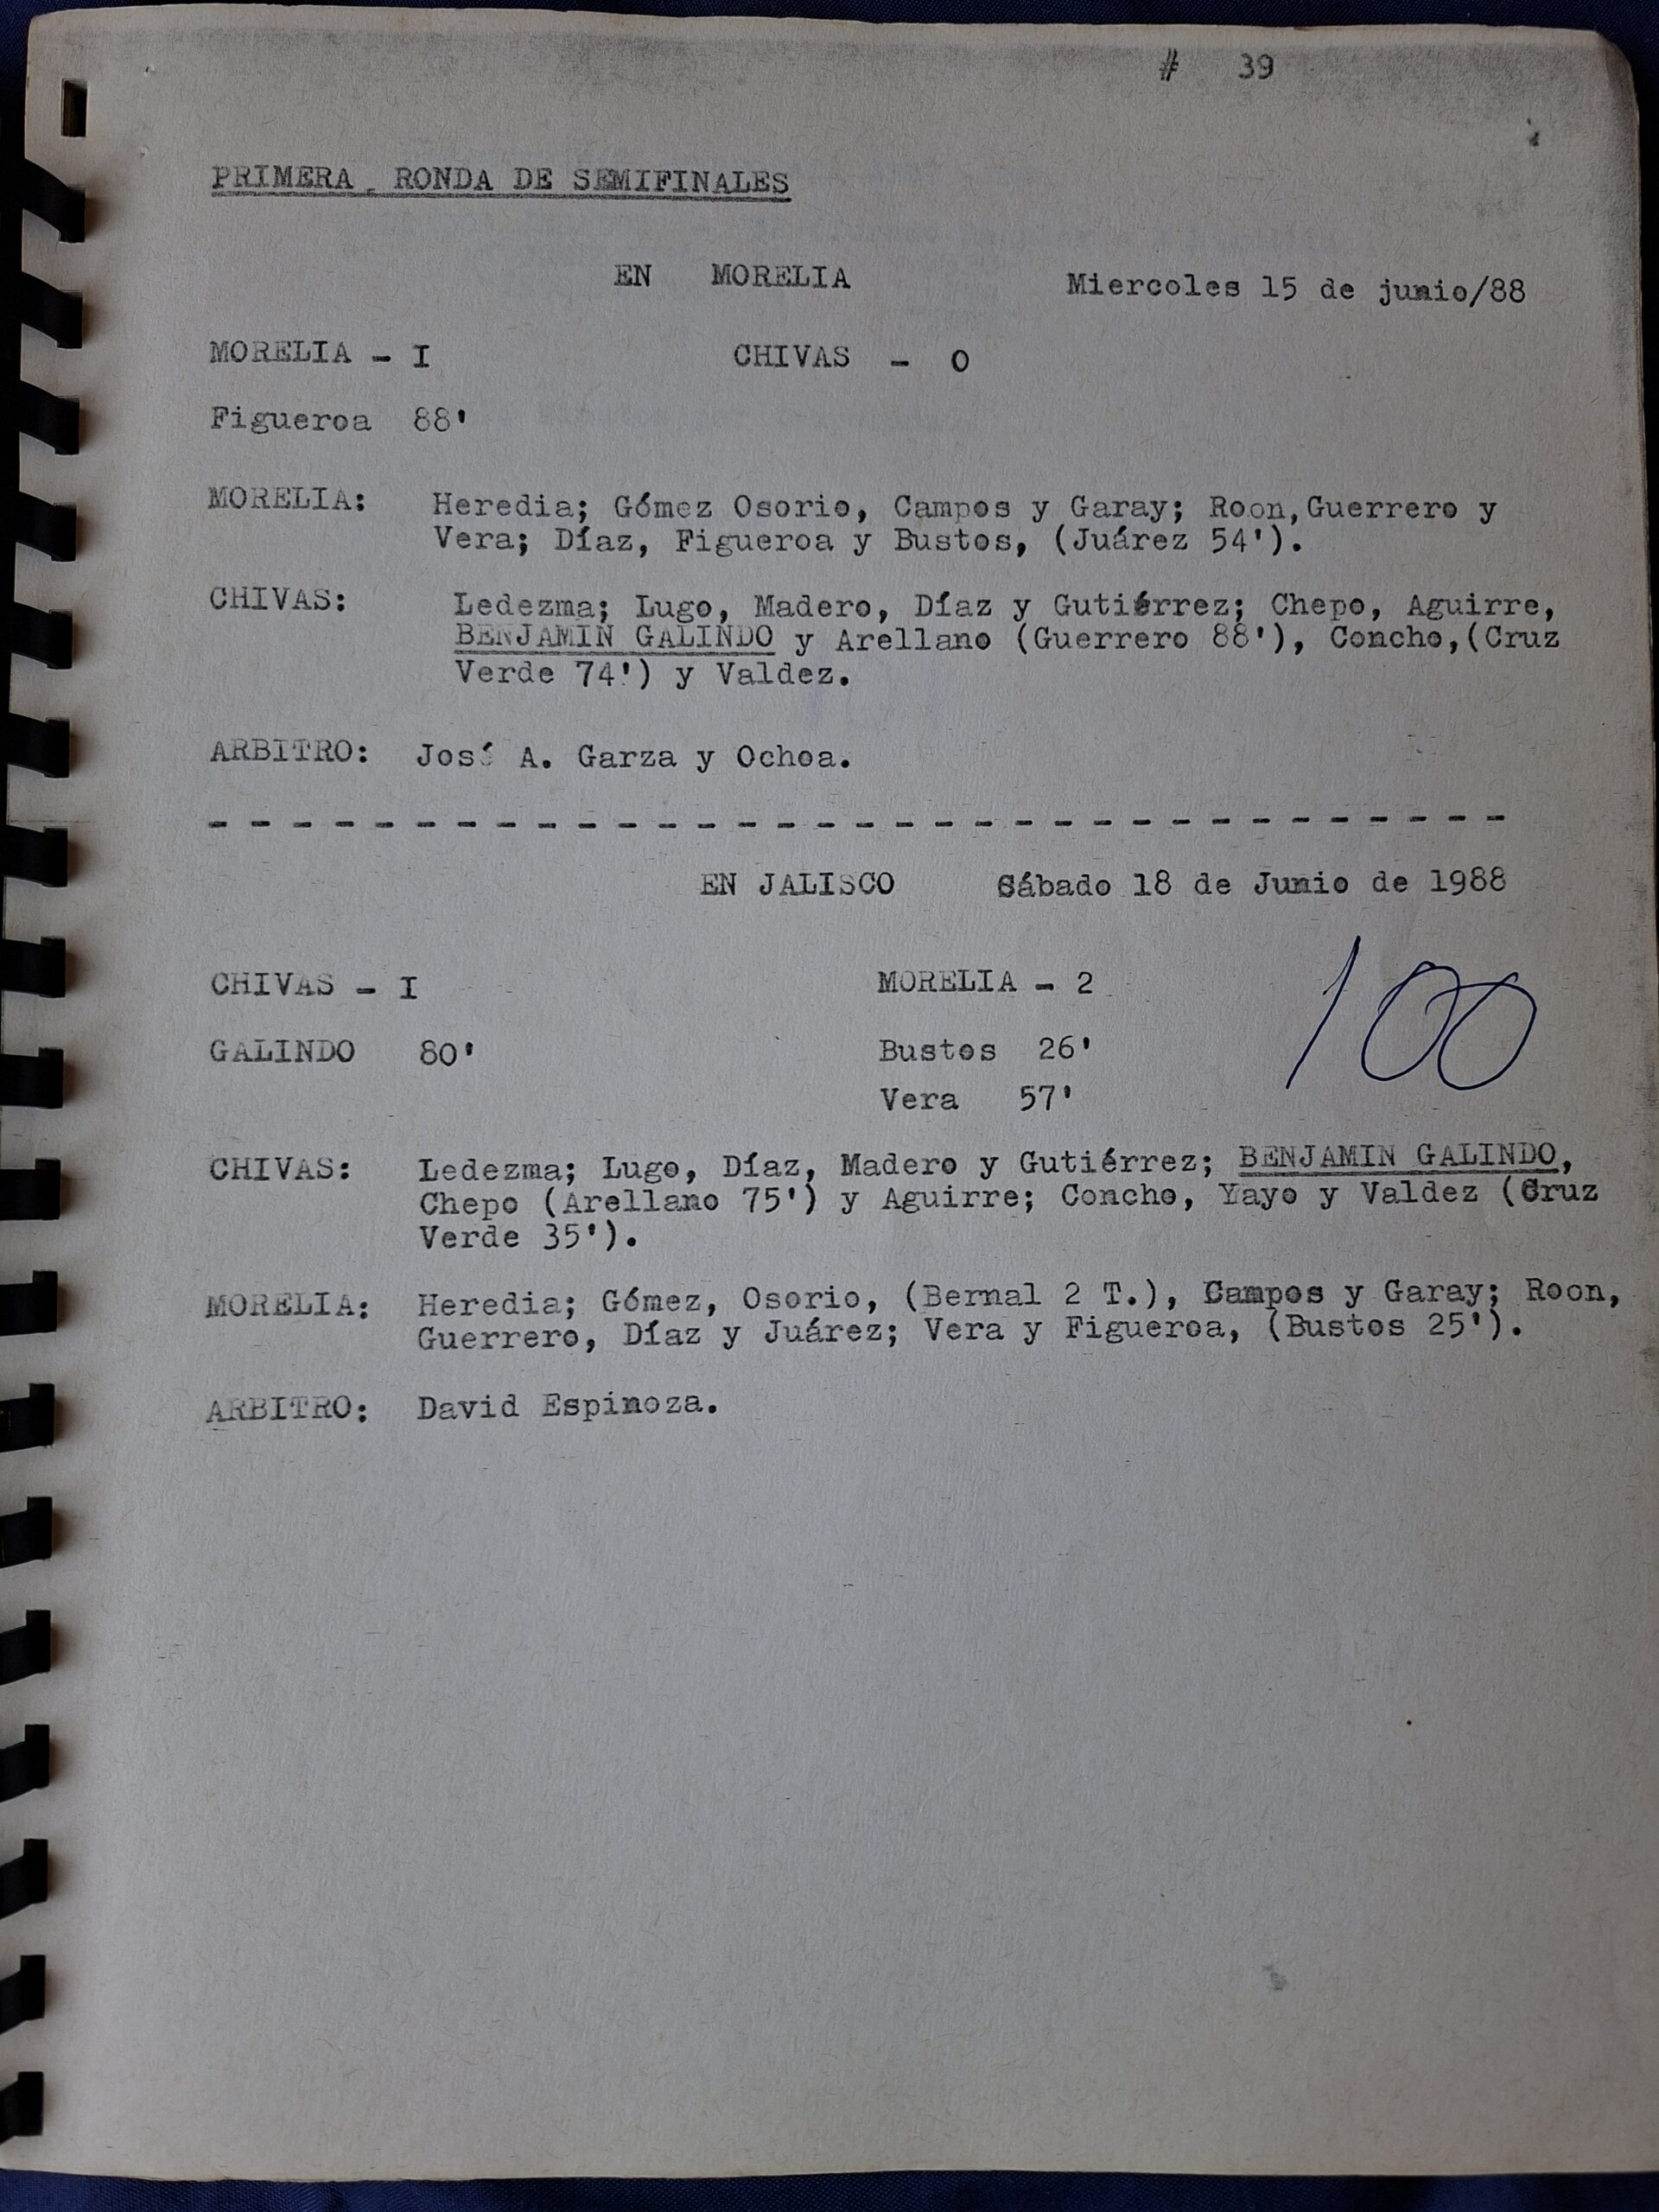 # 39
PRIMERA RONDA DE SEMIFINALES
EN MORELIA Miercoles 15 de junio/88
MORELIA - I CHIVAS - 0
Figueroa 88'
MORELIA: Heredia; Gómez Osorio, Campos y Garay; Roon,Guerrero y
Vera; Díaz, Figueroa y Bustos, (Juárez 54').
CHIVAS: Ledezma; Lugo, Madero, Díaz y Gutiérrez; Chepo, Aguirre,
BENJAMIN GALINDO y Arellano (Guerrero 88'), Concho,(Cruz
Verde 74') y Valdez.
ARBITRO: José A. Garza y Ochoa.
- - - - - - - - - - - - - - - - - - - - - - - - - - - - - - - -
EN JALISCO Sábado 18 de Junio de 1988
CHIVAS - I MORELIA - 2
GALINDO 80' Bustos 26'
Vera 57'
100
CHIVAS: Ledezma; Lugo, Díaz, Madero y Gutiérrez; BENJAMIN GALINDO,
Chepo (Arellano 75') y Aguirre; Concho, Yayo y Valdez (Cruz
Verde 35').
MORELIA: Heredia; Gómez, Osorio, (Bernal 2 T.), Campos y Garay; Roon,
Guerrero, Díaz y Juárez; Vera y Figueroa, (Bustos 25').
ARBITRO: David Espinoza.